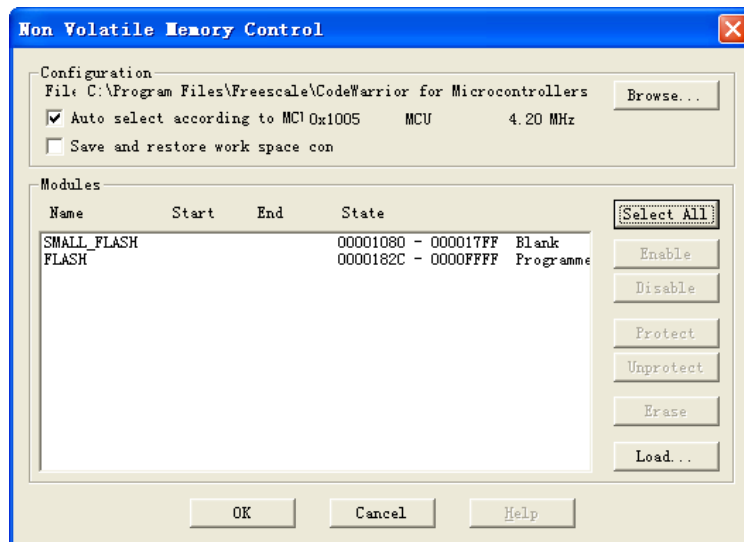 Non Volatile Memory Control
Configuration
File C:\Program Files\Freescale\CodeWarrior for Microcontrollers
Browse...
Auto select according to MCU 0x1005 MCU 4.20 MHz
Save and restore work space con
Modules
Name Start End State
Select All
SMALL_FLASH 00001080 - 000017FF Blank
FLASH 0000182C - 0000FFFF Programme
Enable
Disable
Protect
Unprotect
Erase
Load...
OK Cancel Help